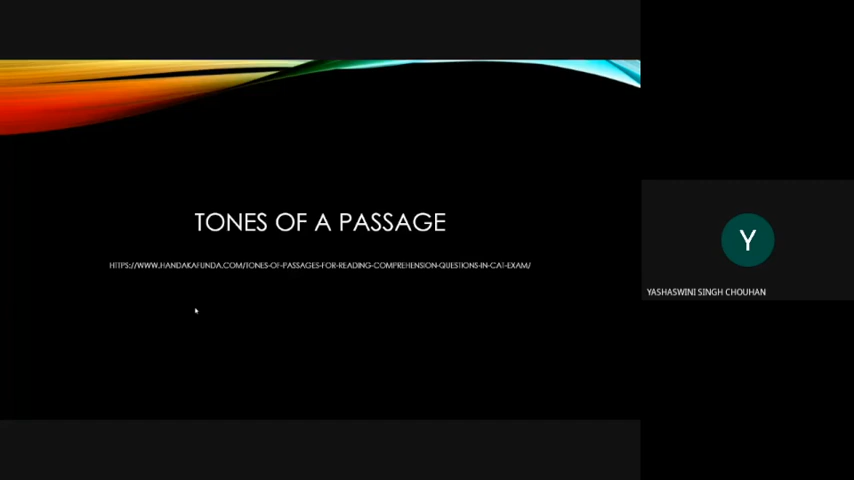 TONES OF A PASSAGE
HTTPS://WWW.HANDAKAFUNDA.COM/TONES-OF-PASSAGES-FOR-READING-COMPREHENSION-QUESTIONS-IN-CAT-EXAM/
Y
YASHASWINI SINGH CHOUHAN